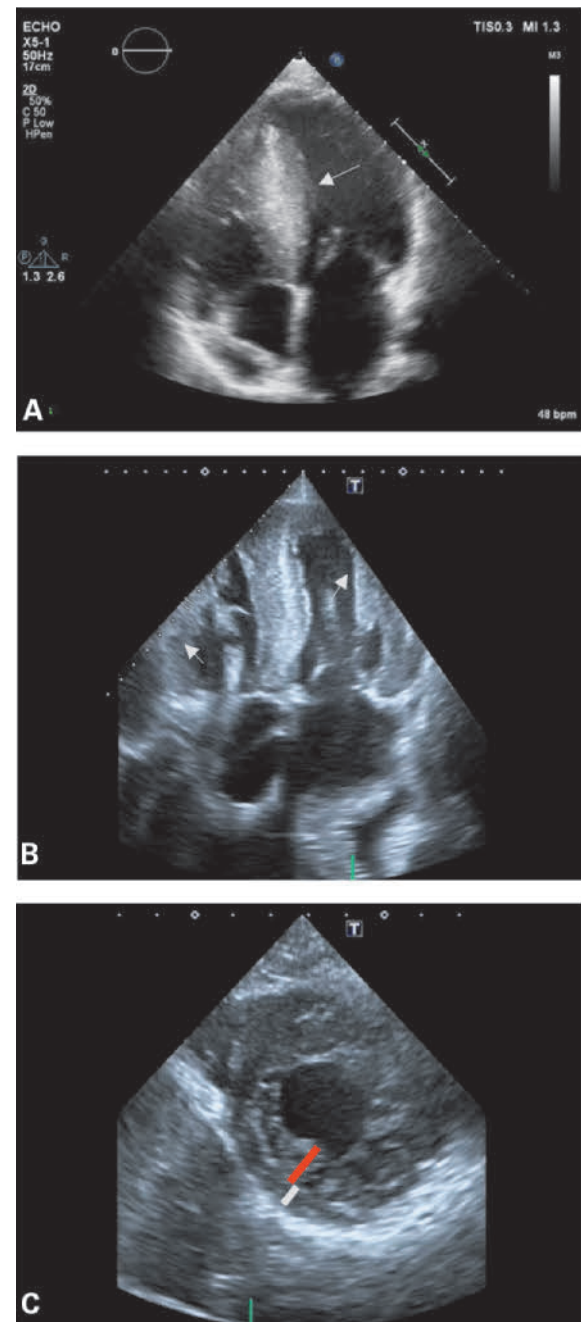 ECHO
X5-1
50Hz
17cm
2D
50%
C 50
P Low
HPen
TIS0.3 MI 1.3
M3
P
R
1.3 2.6
A
48 bpm
T
B
T
C